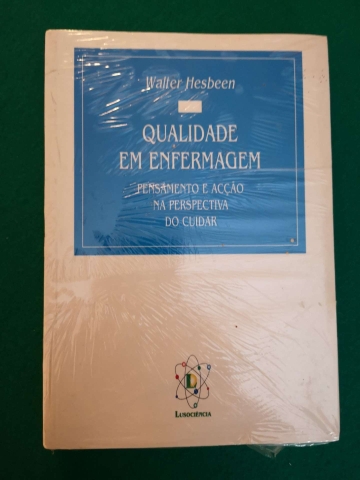 Walter Hesbeen
QUALIDADE
EM ENFERMAGEM
PENSAMENTO E ACÇÃO
NA PERSPECTIVA
DO CUIDAR
L
LUSOCIÊNCIA